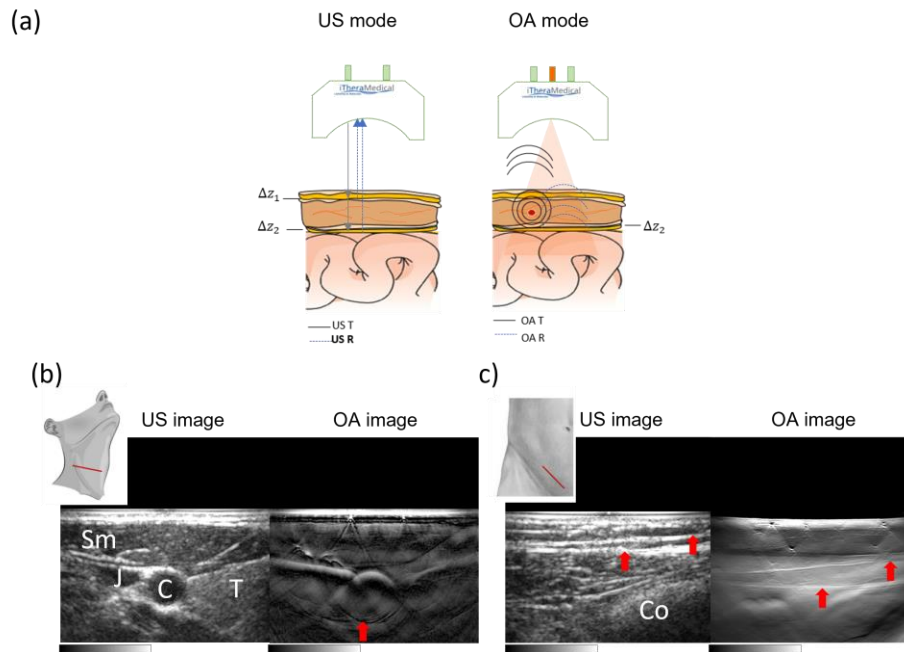 (a)
US mode
OA mode
iTheraMedical
iTheraMedical
Δz₁
Δz₂
Δz₂
US T
US R
OA T
OA R
(b)
US image
OA image
Sm
J
C
T
c)
US image
OA image
Co